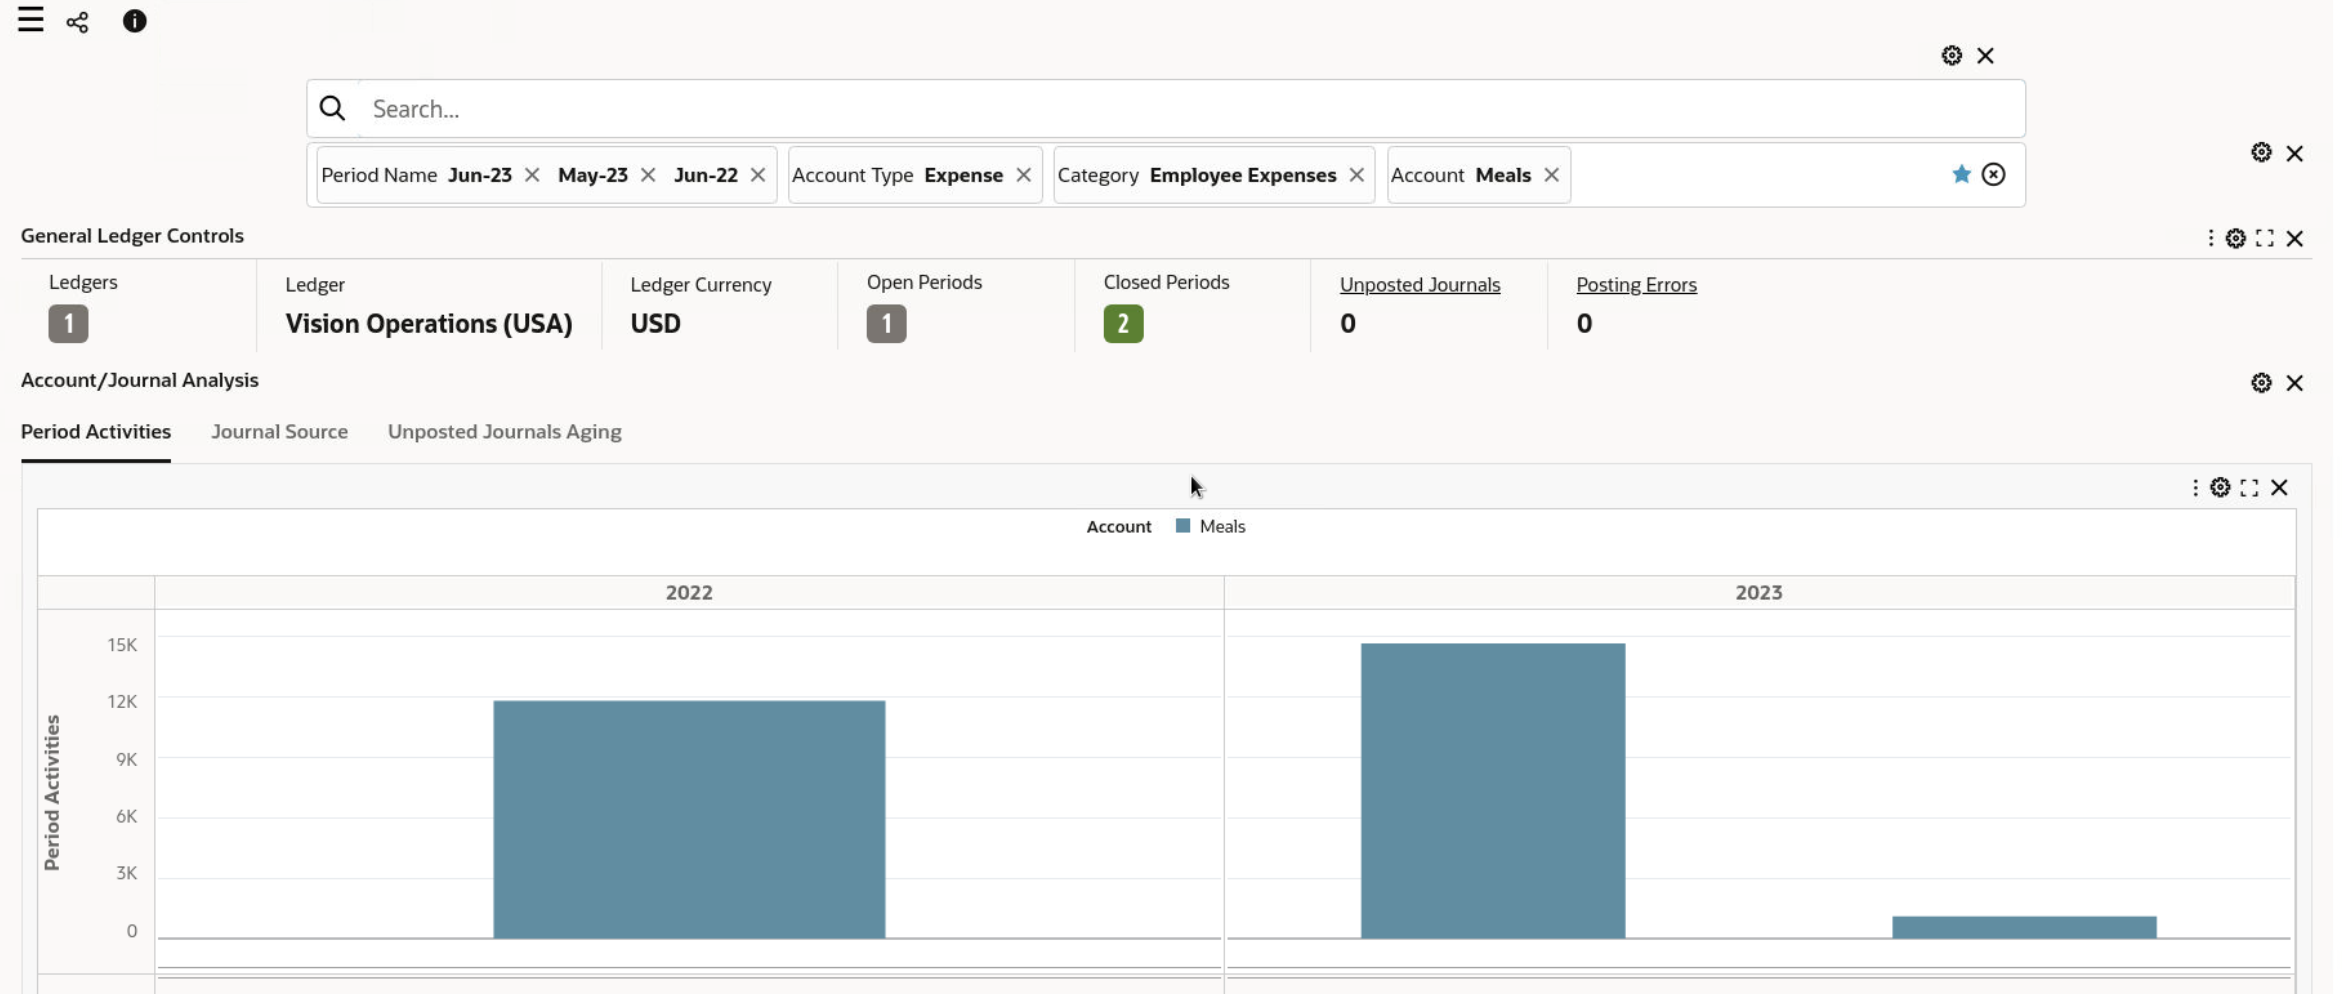 Search...
Period Name Jun-23 May-23 Jun-22 Account Type Expense Category Employee Expenses Account Meals
General Ledger Controls
Ledgers Ledger Ledger Currency Open Periods Closed Periods Unposted Journals Posting Errors
1 Vision Operations (USA) USD 1 2 0 0
Account/Journal Analysis
Period Activities Journal Source Unposted Journals Aging
Account Meals
2022 2023
Period Activities
15K
12K
9K
6K
3K
0